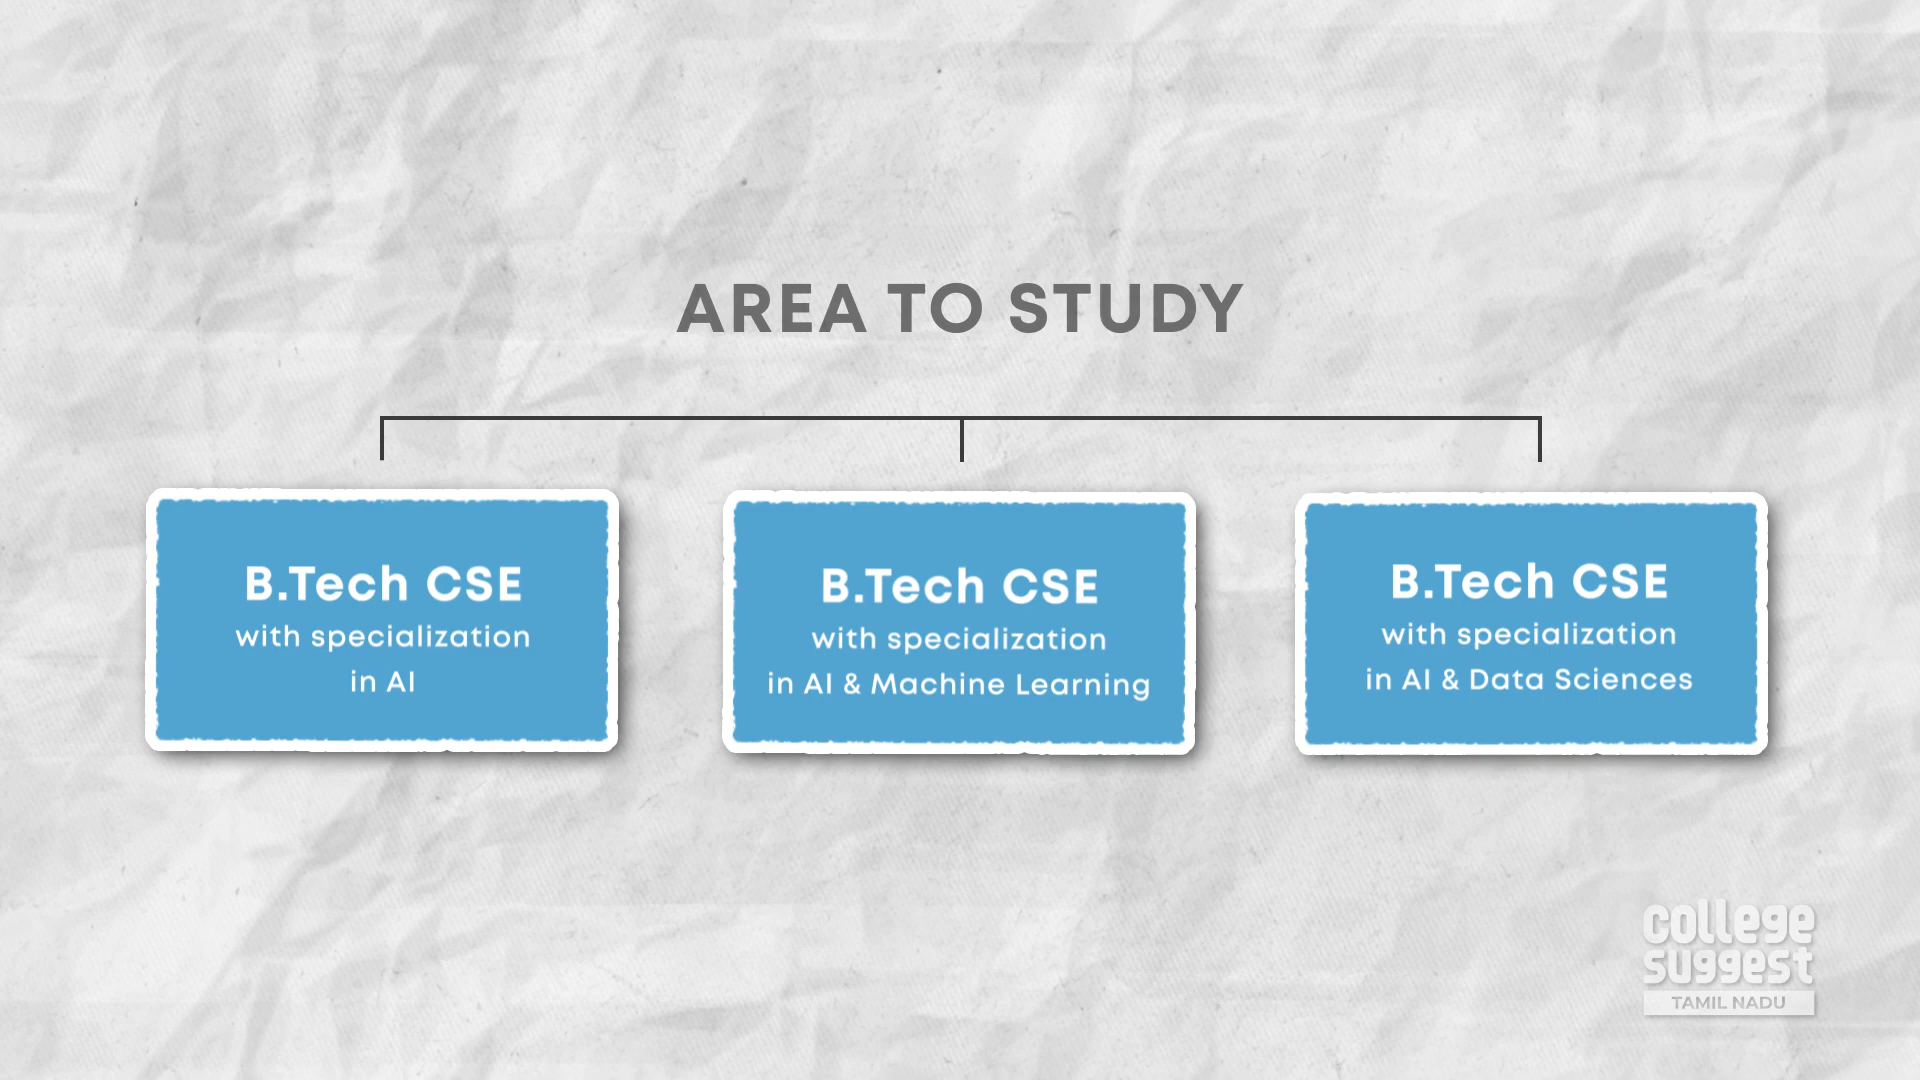 AREA TO STUDY
B.Tech CSE
with specialization
in AI
B.Tech CSE
with specialization
in AI & Machine Learning
B.Tech CSE
with specialization
in AI & Data Sciences
college
suggest
TAMIL NADU